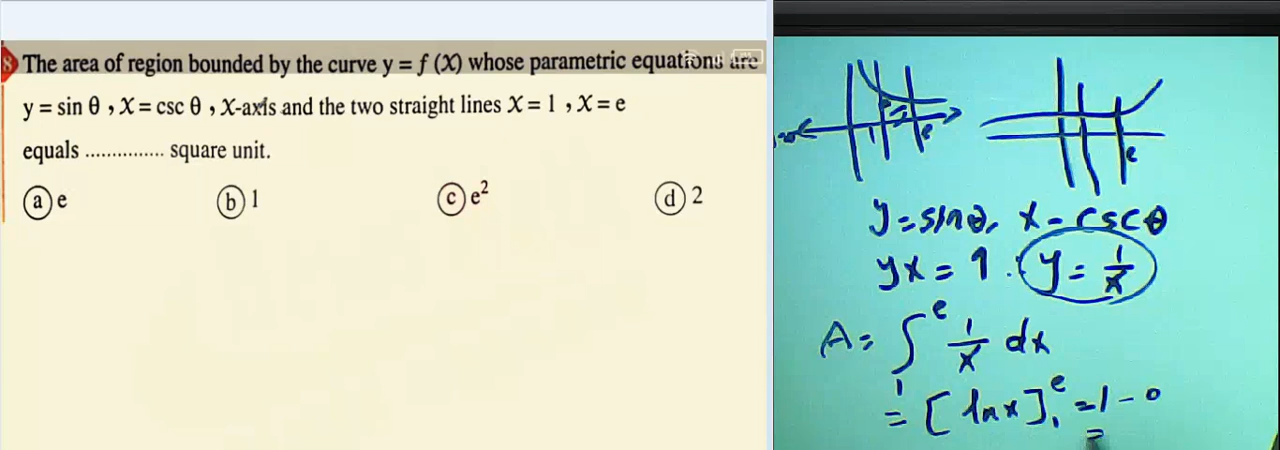 8 The area of region bounded by the curve y = f (X) whose parametric equations are
y = sin θ , X = csc θ , X-axis and the two straight lines X = 1 , X = e
equals ............... square unit.
a e b 1 c e² d 2
1 e
e
y = sinθ, x = cscθ
yx = 1 . y = 1/x
A = ∫₁ᵉ 1/x dx
= [ln x]₁ᵉ = 1 - 0
=